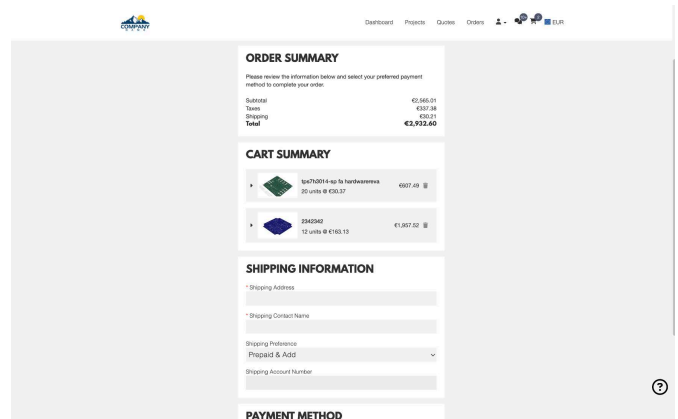 COMPANY
NAME
Dashboard Projects Quotes Orders EUR
ORDER SUMMARY
Please review the information below and select your preferred payment
method to complete your order.
Subtotal €2,565.01
Taxes €337.38
Shipping €30.21
Total €2,932.60
CART SUMMARY
tps7h3014-sp fa hardwarereva
20 units @ €30.37
€607.49
2342342
12 units @ €163.13
€1,957.52
SHIPPING INFORMATION
* Shipping Address
* Shipping Contact Name
Shipping Preference
Prepaid & Add
Shipping Account Number
PAYMENT METHOD
?